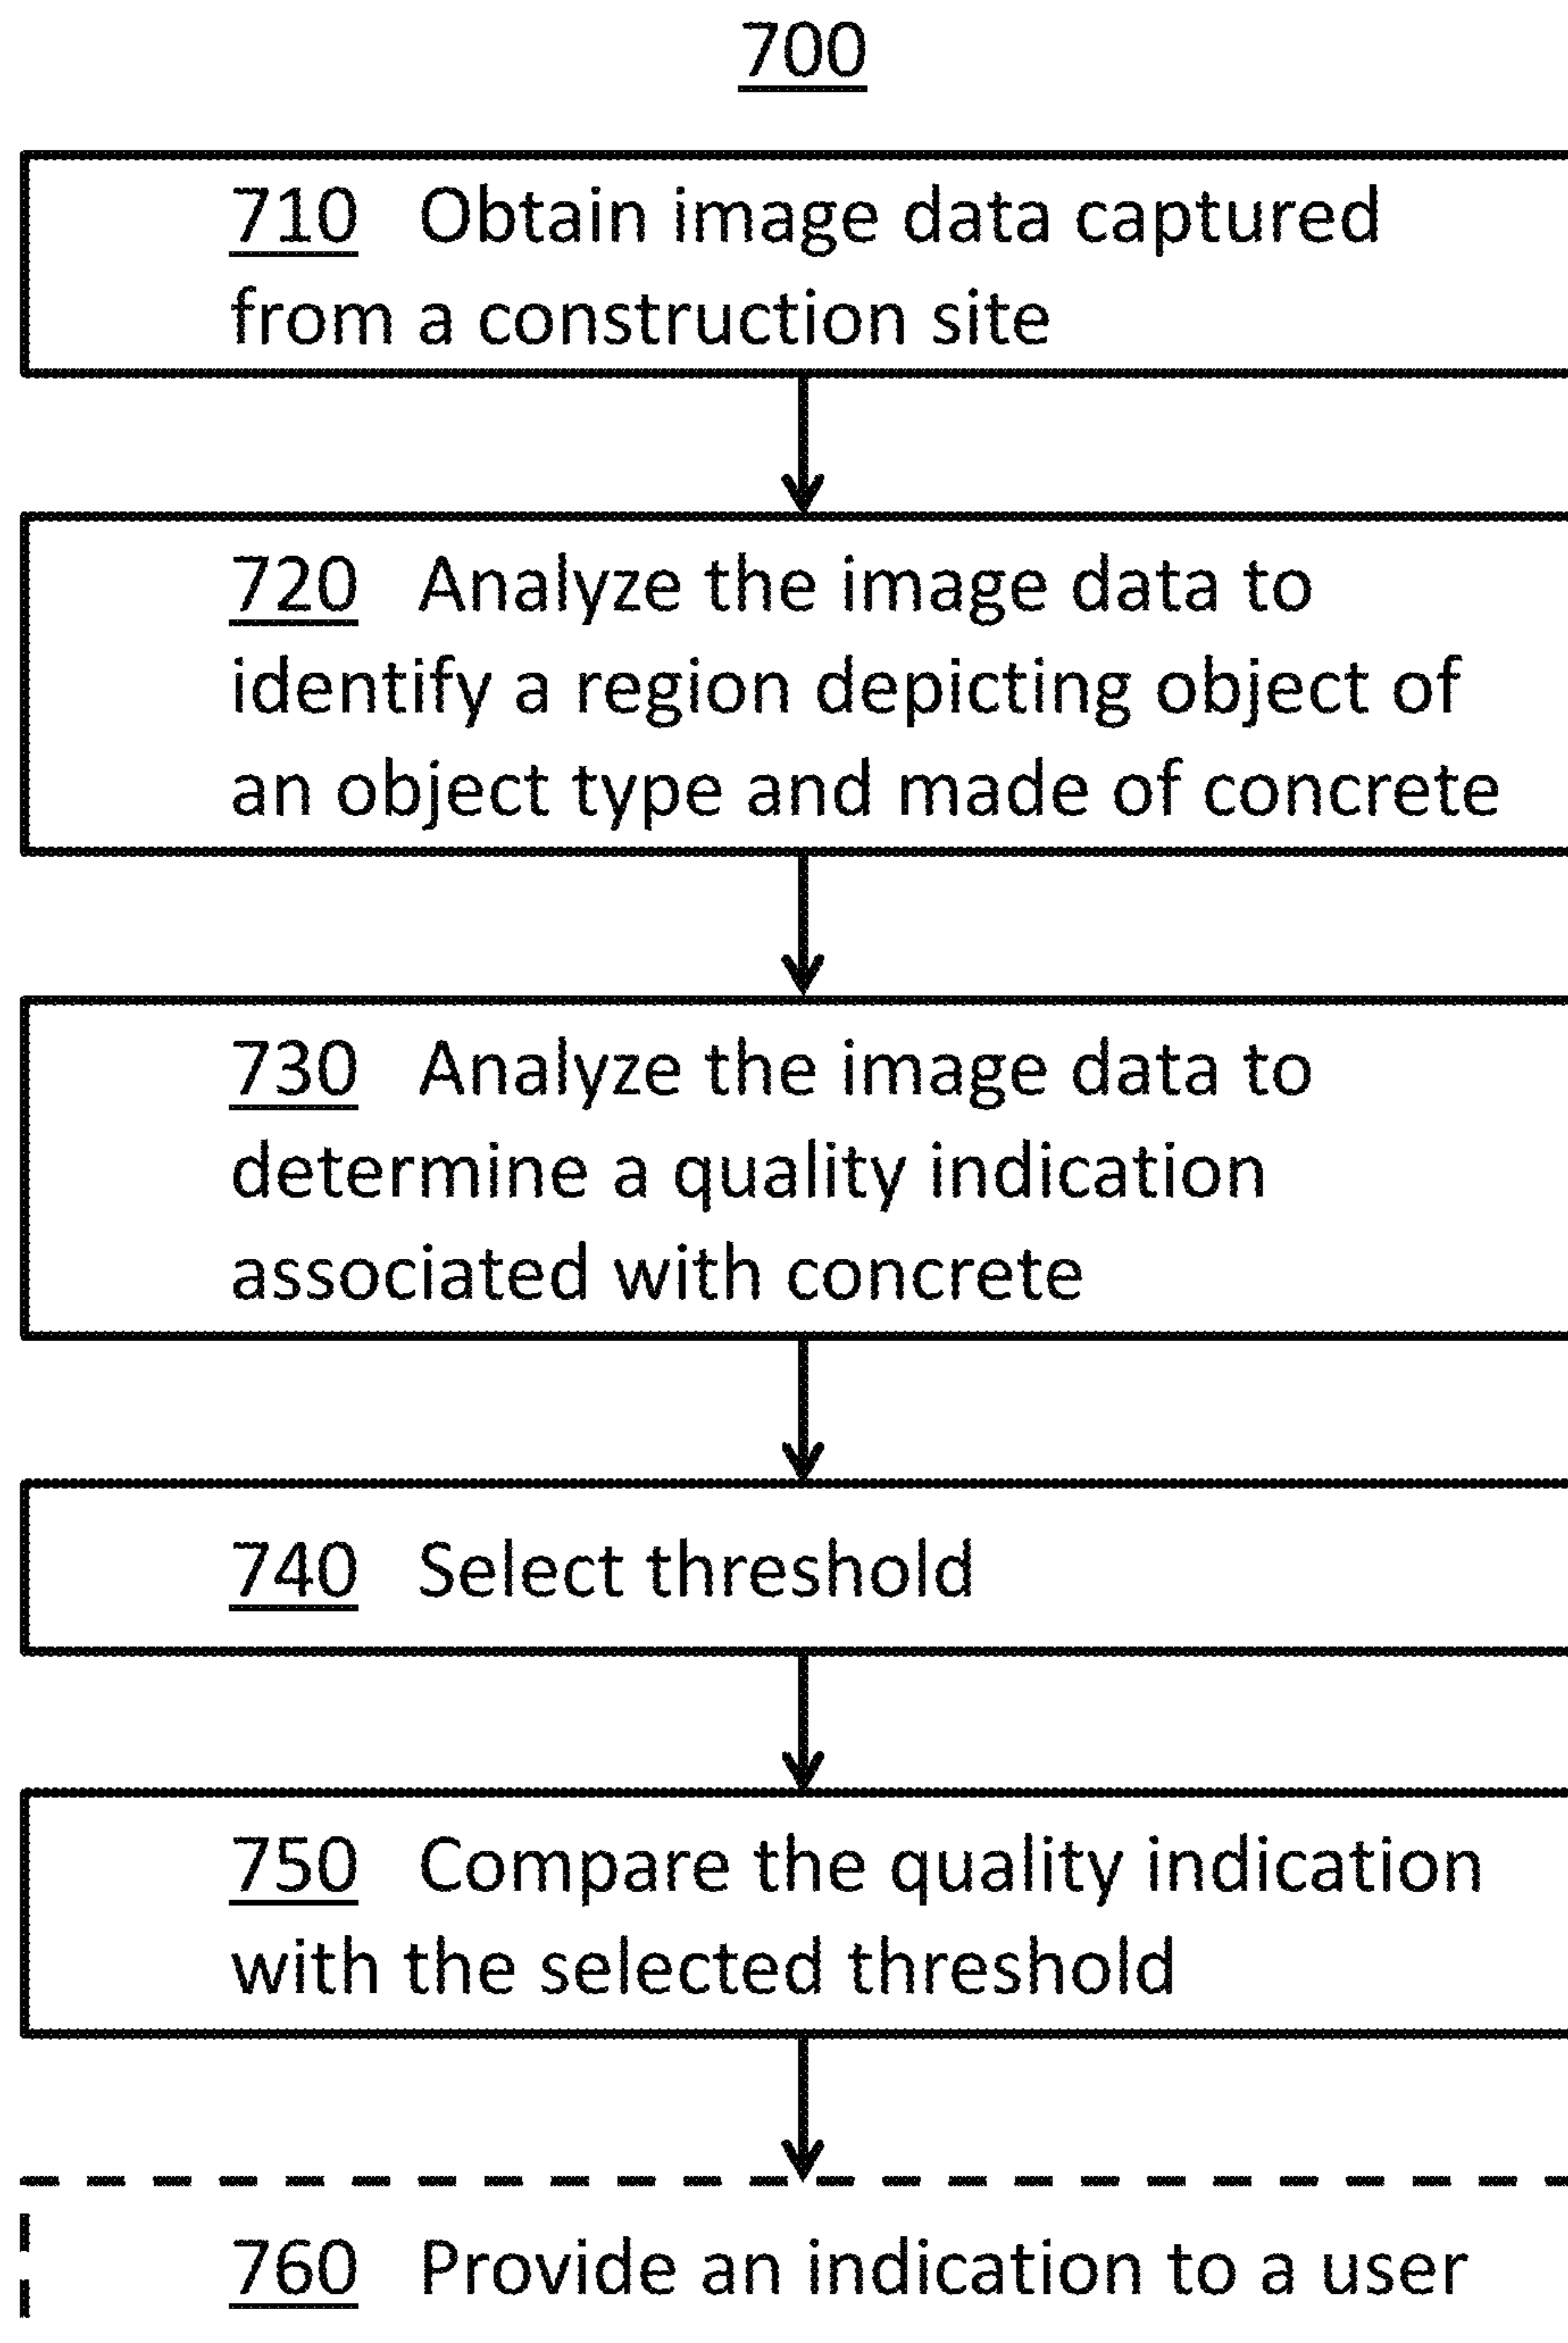 700
710 Obtain image data captured
from a construction site
720 Analyze the image data to
identify a region depicting object of
an object type and made of concrete
730 Analyze the image data to
determine a quality indication
associated with concrete
740 Select threshold
750 Compare the quality indication
with the selected threshold
760 Provide an indication to a user